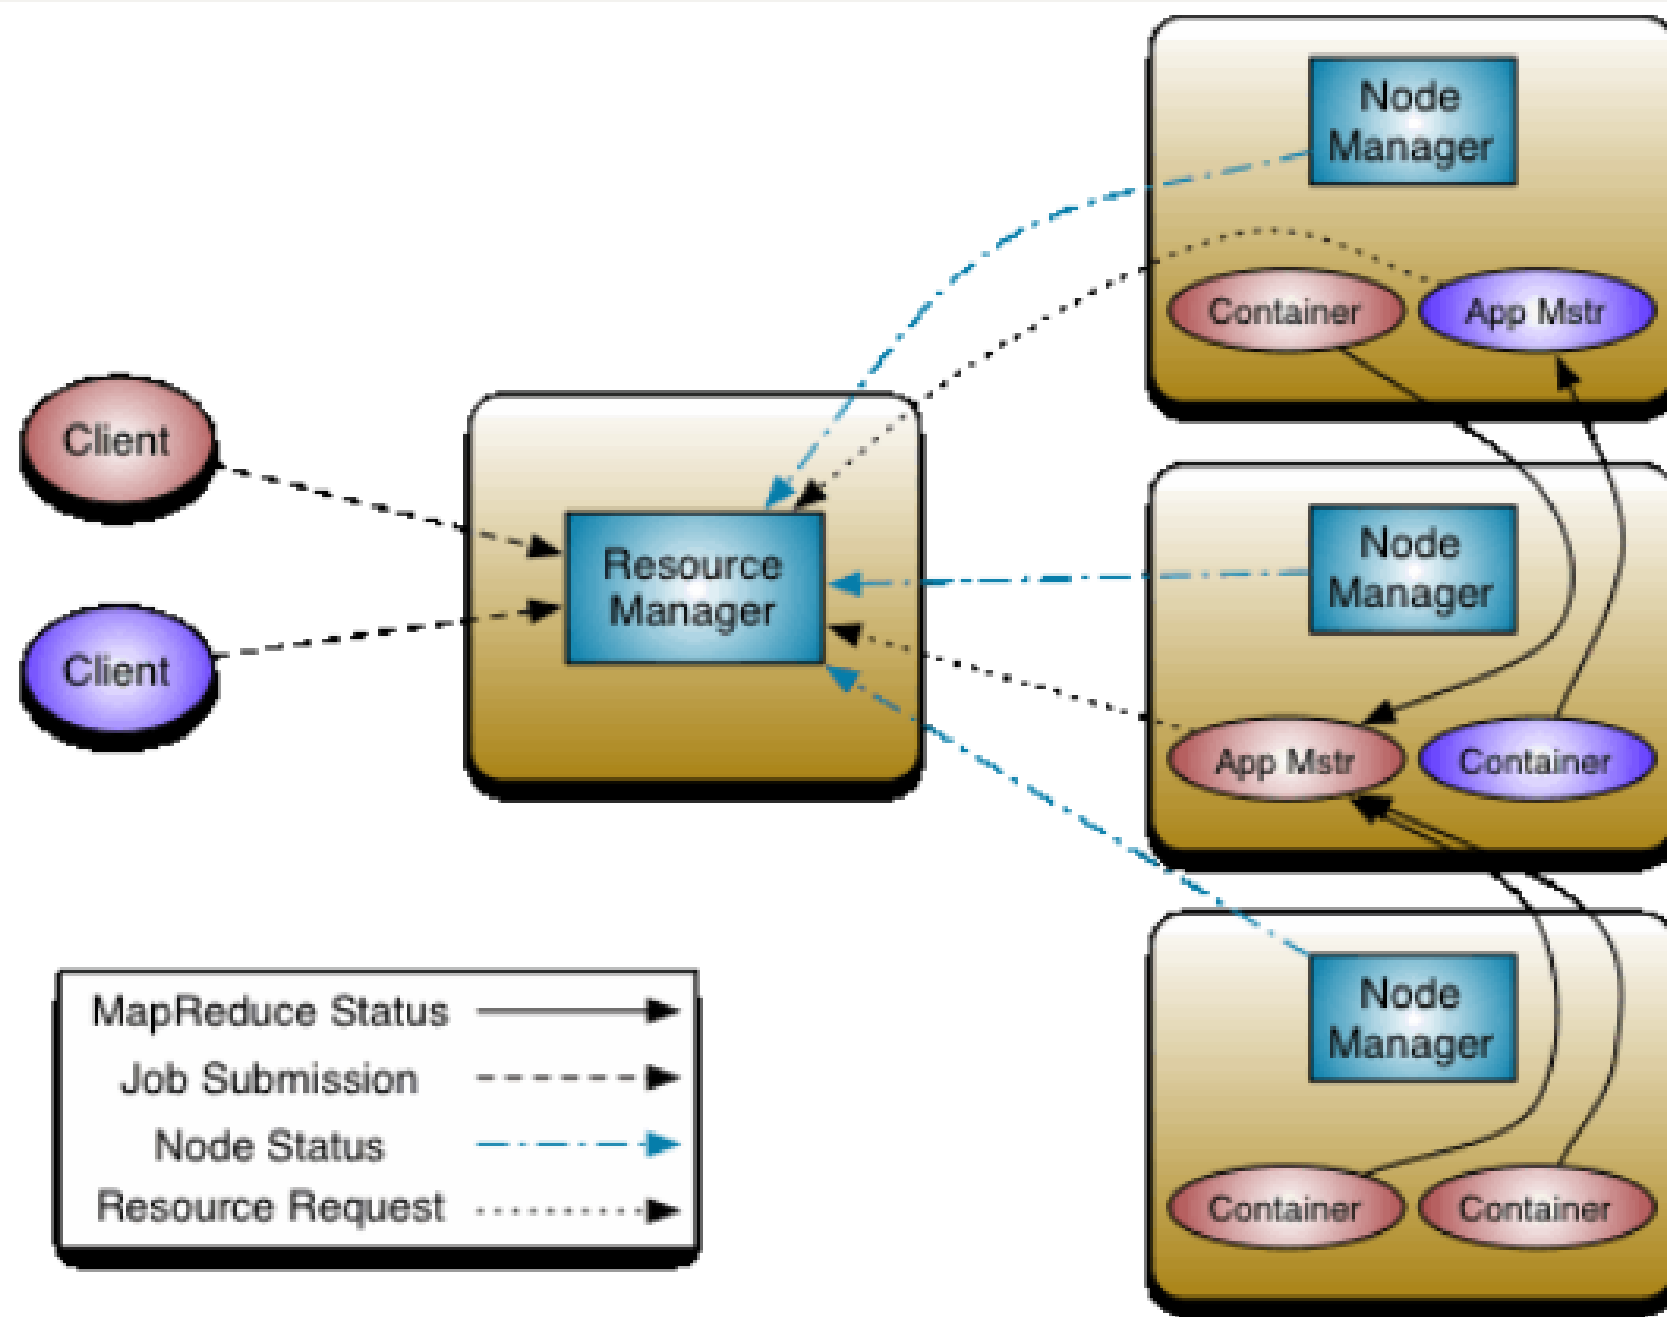 Node
Manager
Container
App Mstr
Client
Client
Resource
Manager
Node
Manager
App Mstr
Container
Node
Manager
Container
Container
MapReduce Status
Job Submission
Node Status
Resource Request